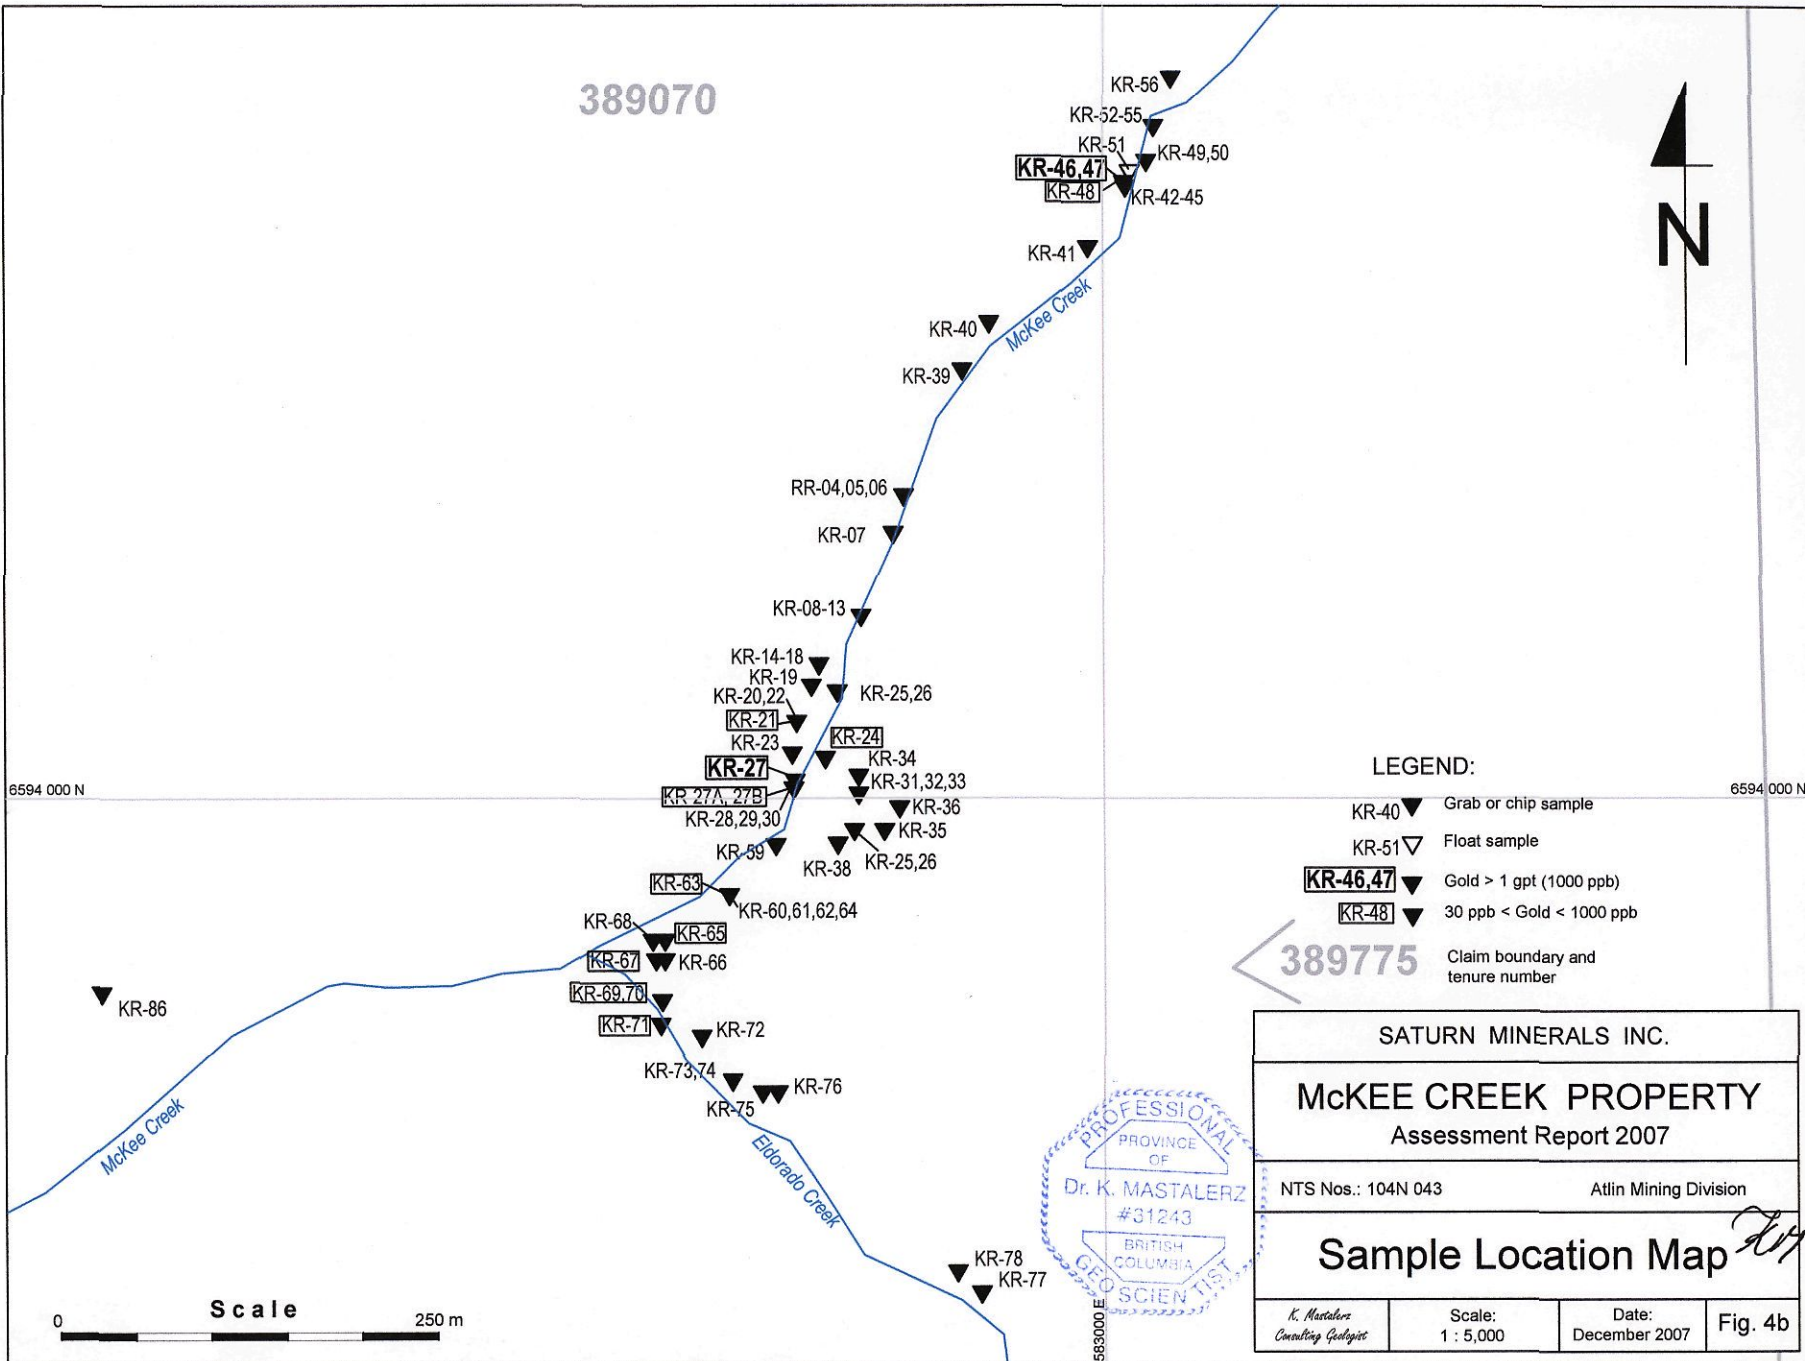 389070
KR-56
KR-52-55
KR-51
KR-49,50
KR-46,47
KR-48
KR-42-45
KR-41
McKee Creek
KR-40
KR-39
RR-04,05,06
KR-07
KR-08-13
KR-14-18
KR-19
KR-25,26
KR-20,22
KR-21
KR-24
KR-23
KR-34
KR-27
KR-31,32,33
KR 27A, 27B
KR-36
KR-28,29,30
KR-35
KR-59
KR-38
KR-25,26
KR-63
KR-60,61,62,64
KR-68
KR-65
KR-67
KR-66
KR-69,70
KR-86
KR-71
KR-72
KR-73,74
KR-76
KR-75
McKee Creek
Eldorado Creek
KR-78
KR-77
6594 000 N
6594 000 N
583000 E
N
LEGEND:
KR-40 Grab or chip sample
KR-51 Float sample
KR-46,47 Gold > 1 gpt (1000 ppb)
KR-48 30 ppb < Gold < 1000 ppb
389775 Claim boundary and
tenure number
PROFESSIONAL
PROVINCE
OF
Dr. K. MASTALERZ
#31243
BRITISH
COLUMBIA
GEOSCIENTIST
0 Scale 250 m
SATURN MINERALS INC.
McKEE CREEK PROPERTY
Assessment Report 2007
NTS Nos.: 104N 043 Atlin Mining Division
Sample Location Map
K. Mastalerz
Consulting Geologist
Scale:
1 : 5,000
Date:
December 2007
Fig. 4b